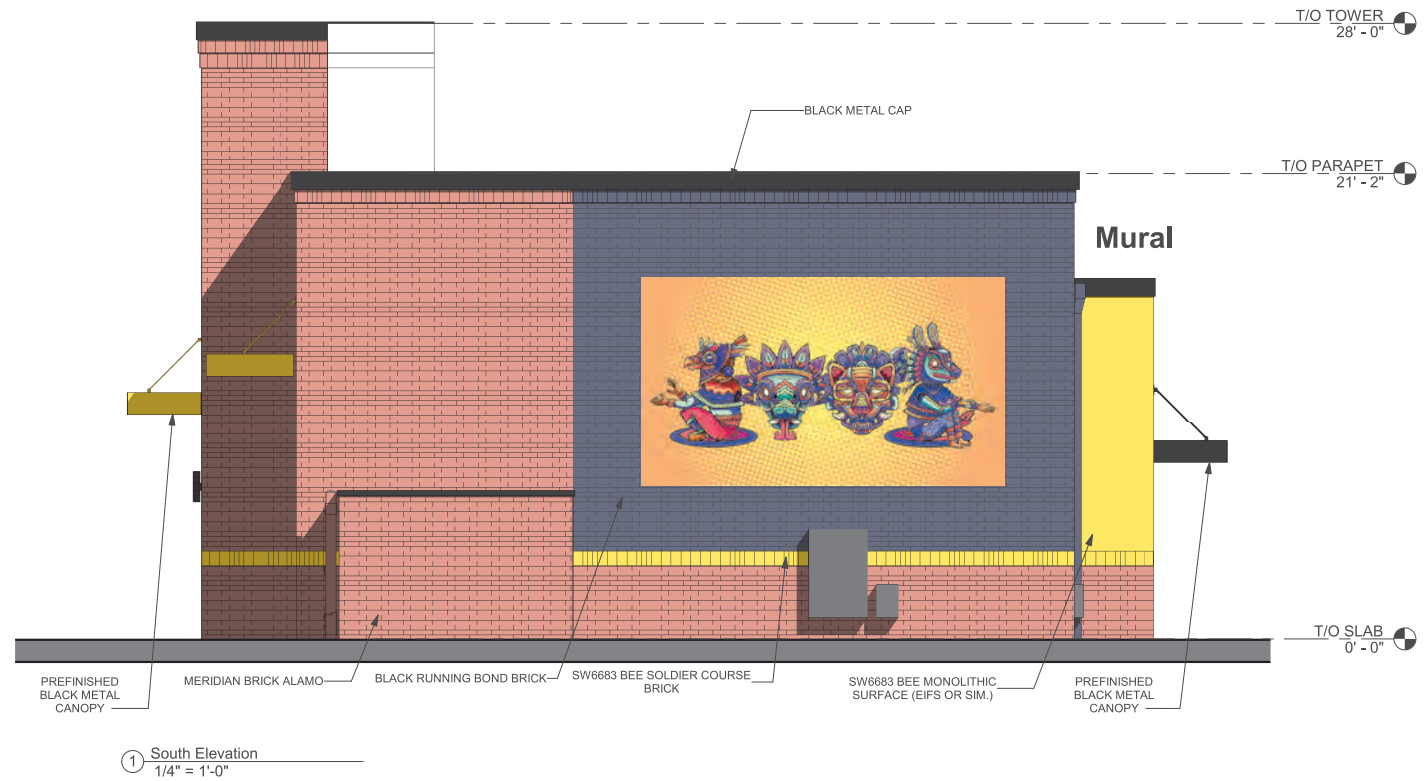 T/O TOWER
28' - 0"
BLACK METAL CAP
T/O PARAPET
21' - 2"
Mural
T/O SLAB
0' - 0"
PREFINISHED
BLACK METAL
CANOPY
MERIDIAN BRICK ALAMO
BLACK RUNNING BOND BRICK
SW6683 BEE SOLDIER COURSE
BRICK
SW6683 BEE MONOLITHIC
SURFACE (EIFS OR SIM.)
PREFINISHED
BLACK METAL
CANOPY
1 South Elevation
1/4" = 1'-0"